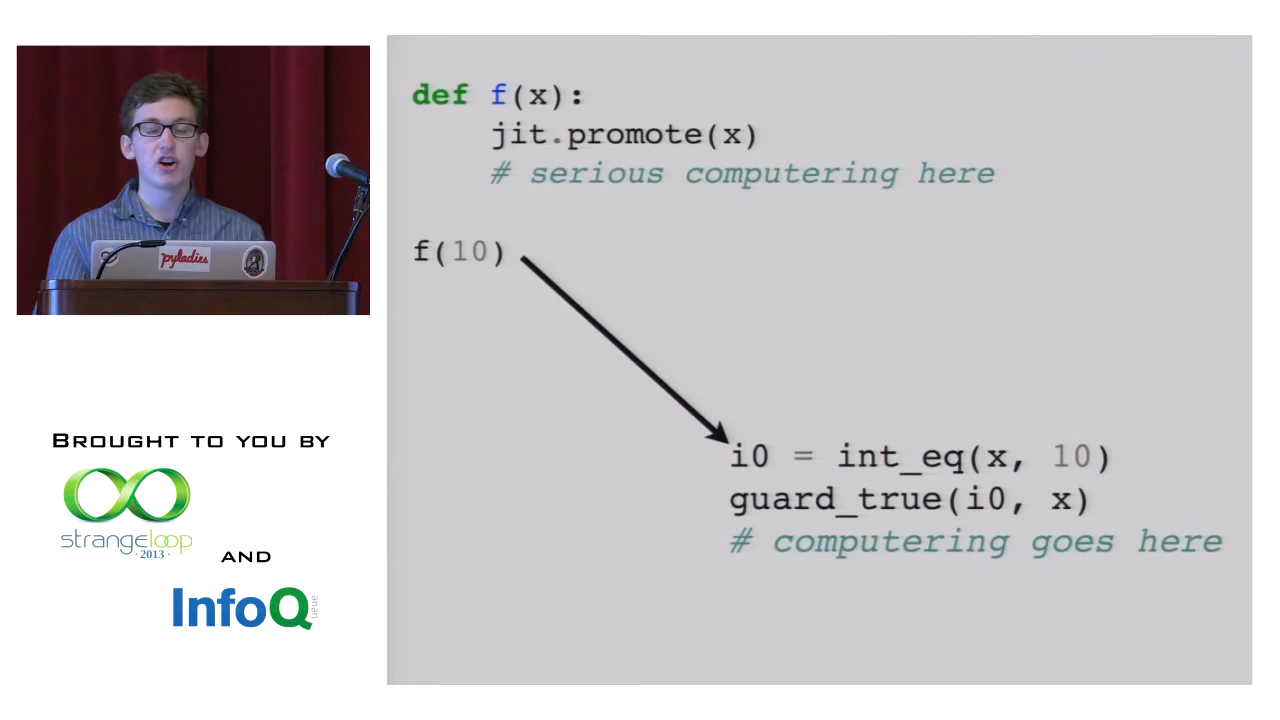 def f(x):
jit.promote(x)
# serious computering here
f(10)
i0 = int_eq(x, 10)
guard_true(i0, x)
# computering goes here
pyladies
BROUGHT TO YOU BY
strangeloop
· 2013 ·
AND
InfoQ
queue